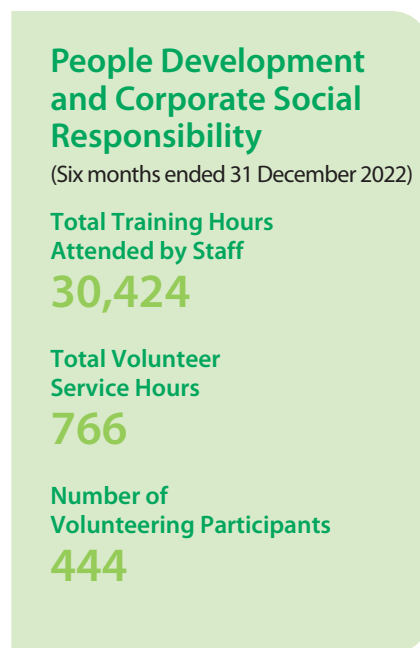 People Development
and Corporate Social
Responsibility
(Six months ended 31 December 2022)
Total Training Hours
Attended by Staff
30,424
Total Volunteer
Service Hours
766
Number of
Volunteering Participants
444